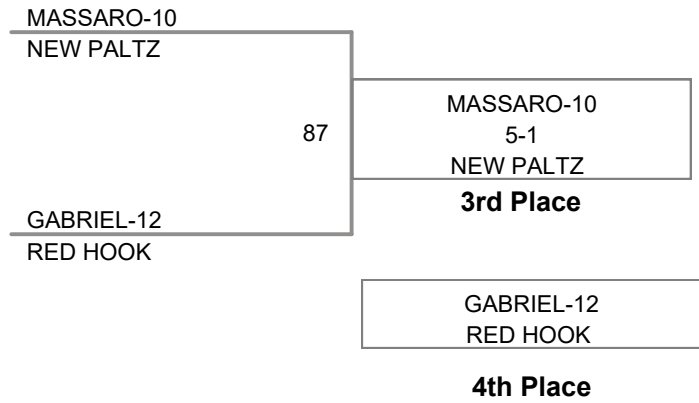 MASSARO-10
NEW PALTZ
87
MASSARO-10
5-1
NEW PALTZ
3rd Place
GABRIEL-12
RED HOOK
GABRIEL-12
RED HOOK
4th Place